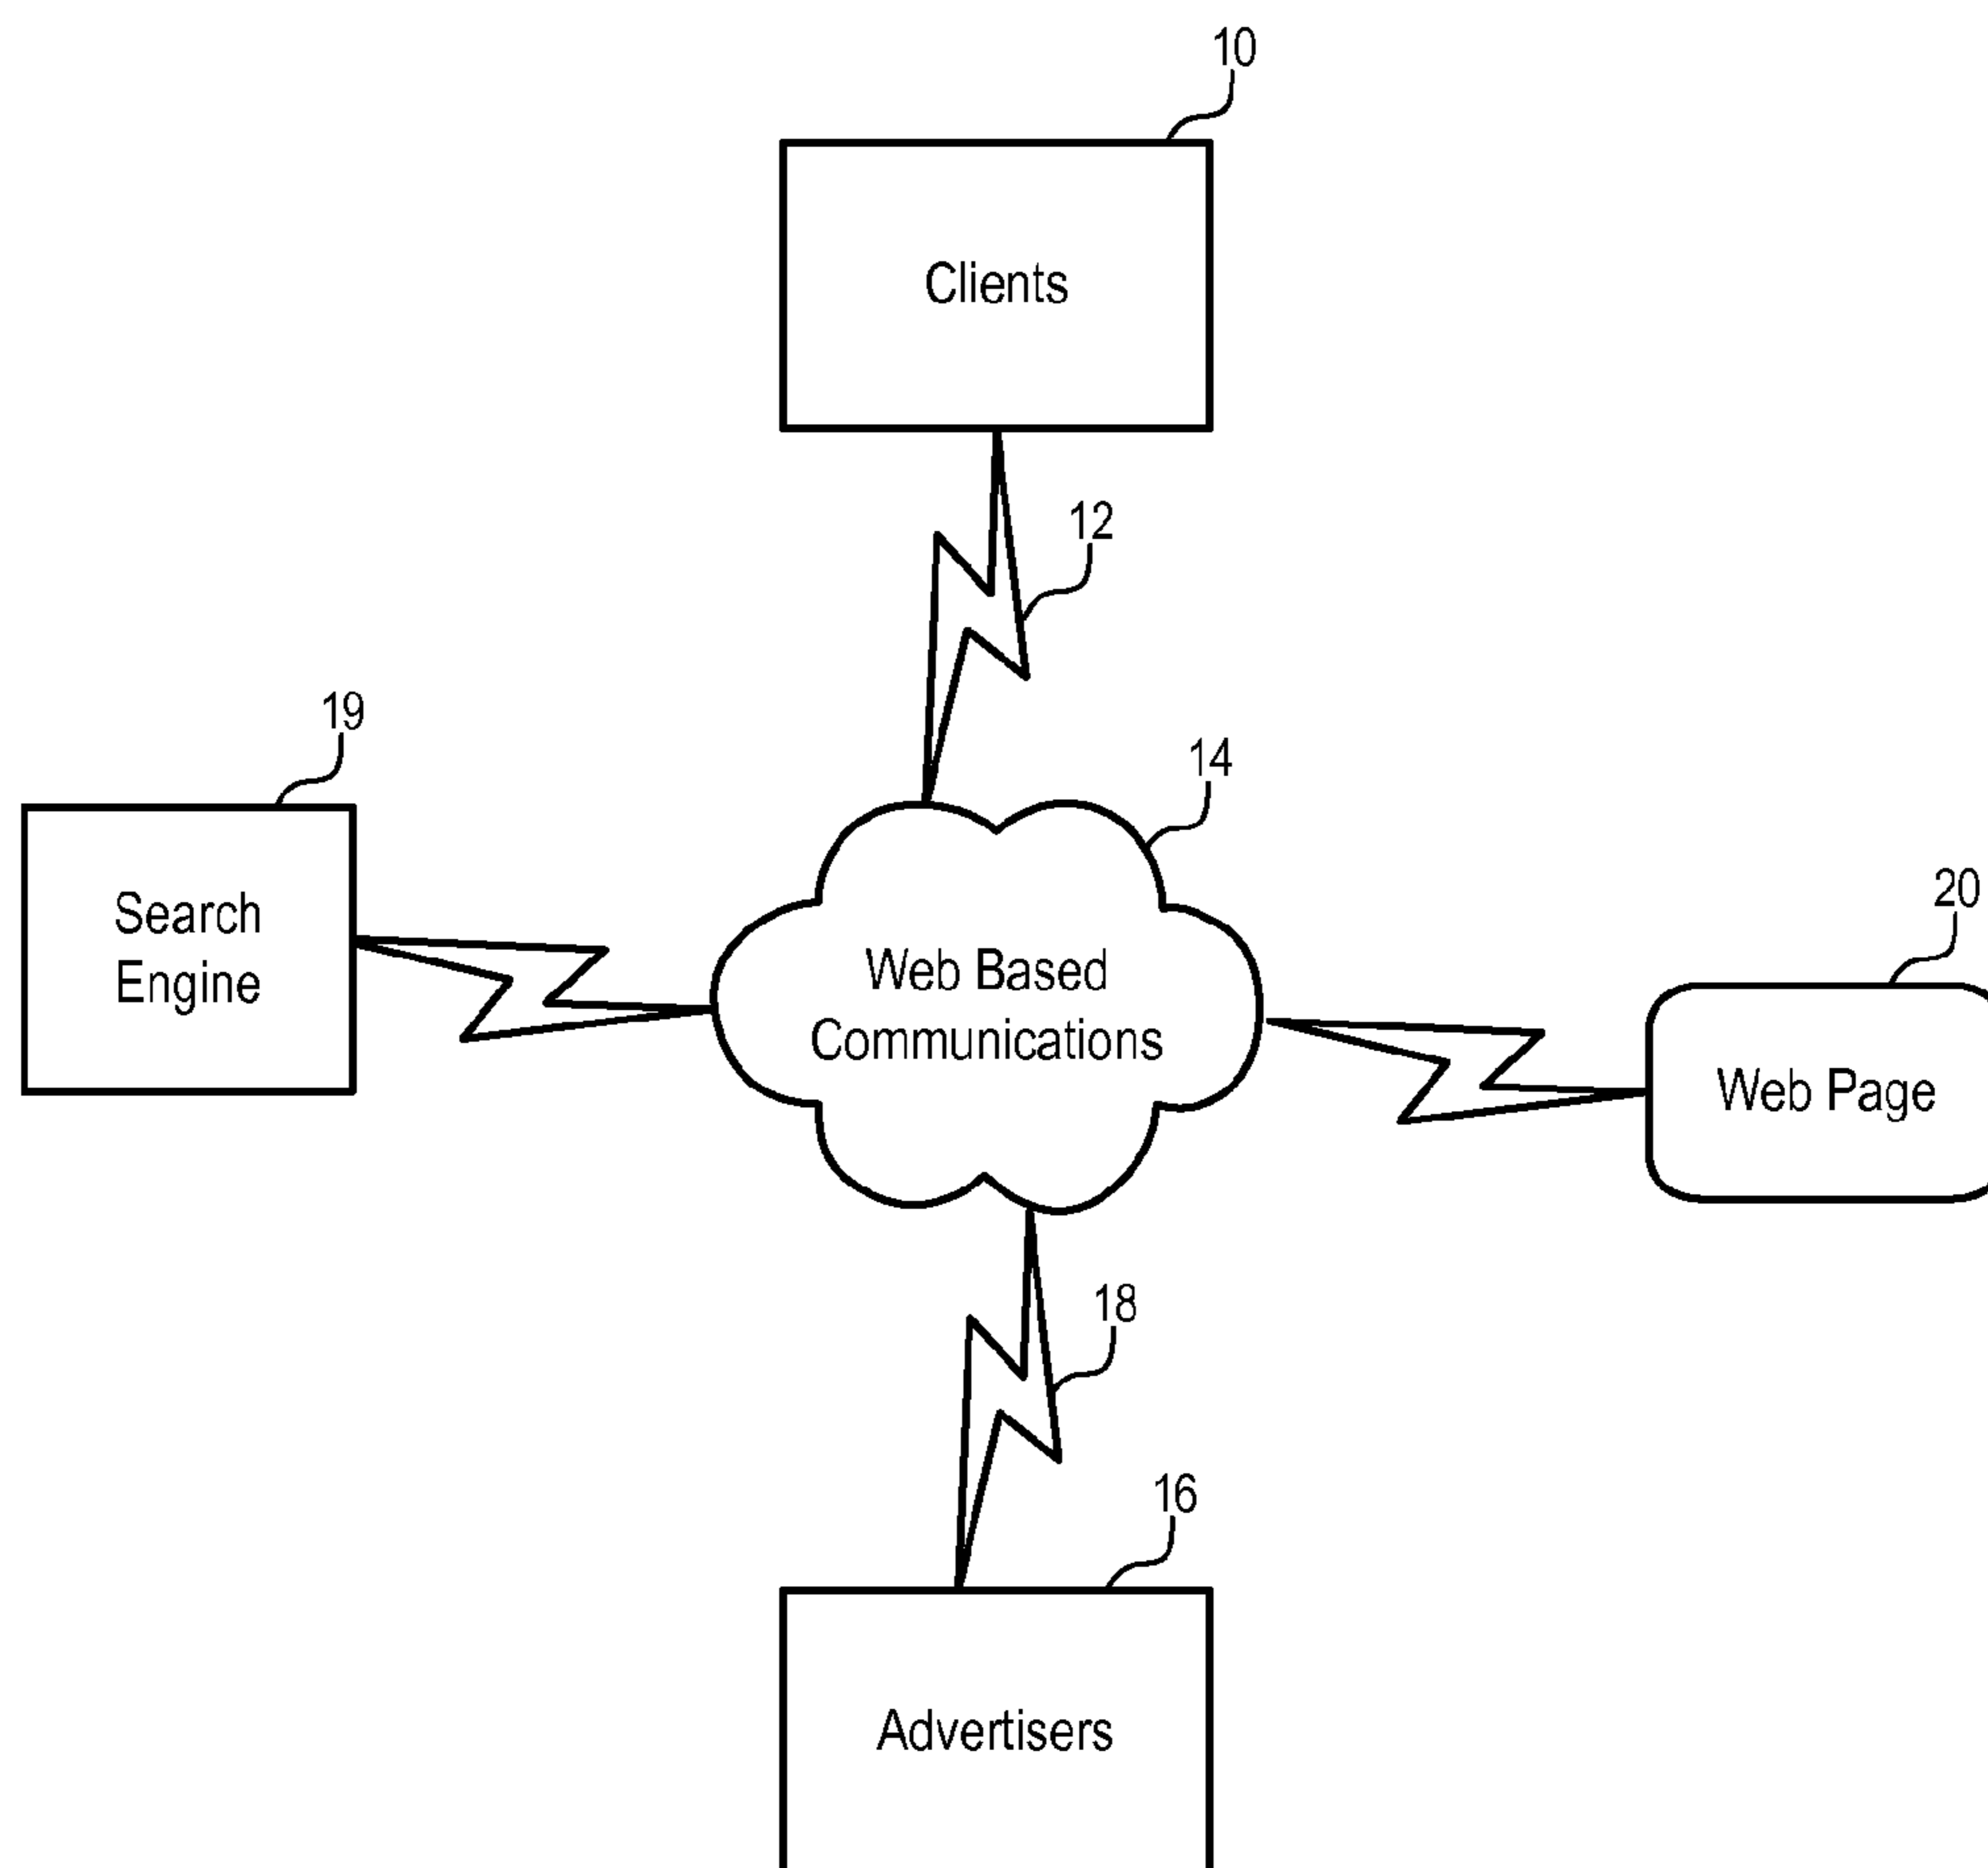 10
Clients
12
19
14
Search
Engine
20
Web Based
Communications
Web Page
18
16
Advertisers